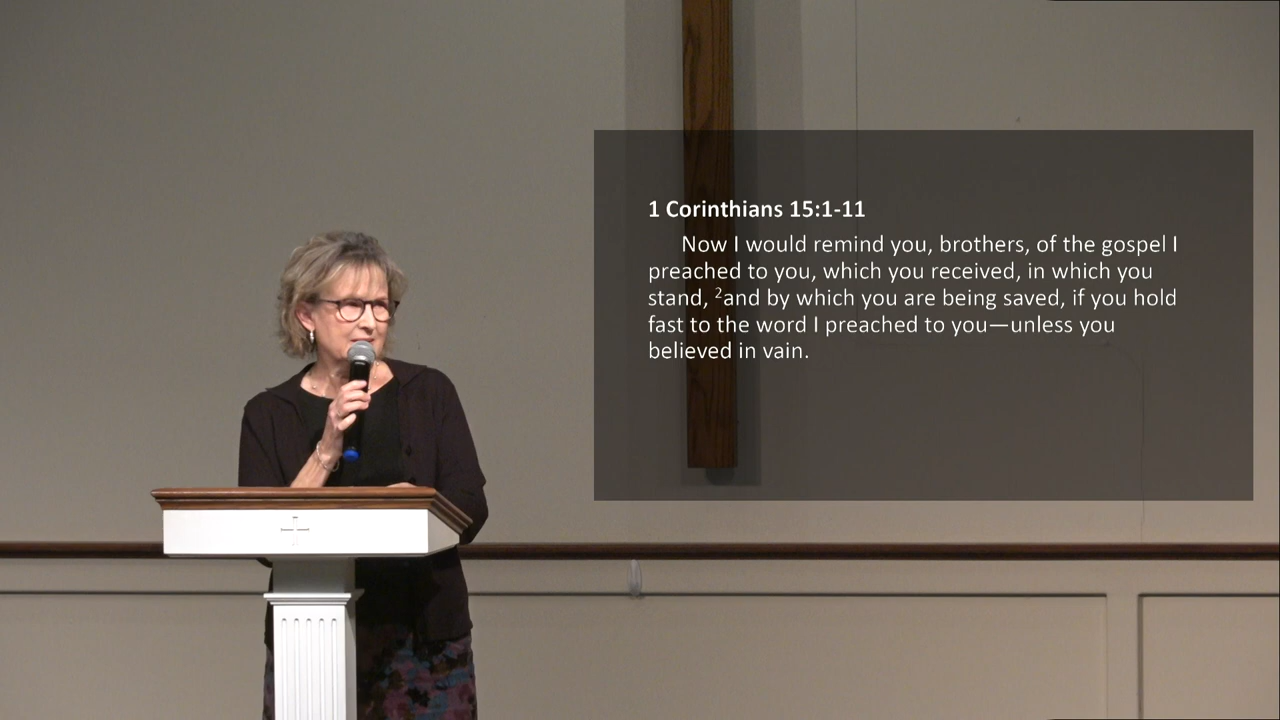 1 Corinthians 15:1-11
Now I would remind you, brothers, of the gospel I
preached to you, which you received, in which you
stand, ²and by which you are being saved, if you hold
fast to the word I preached to you—unless you
believed in vain.